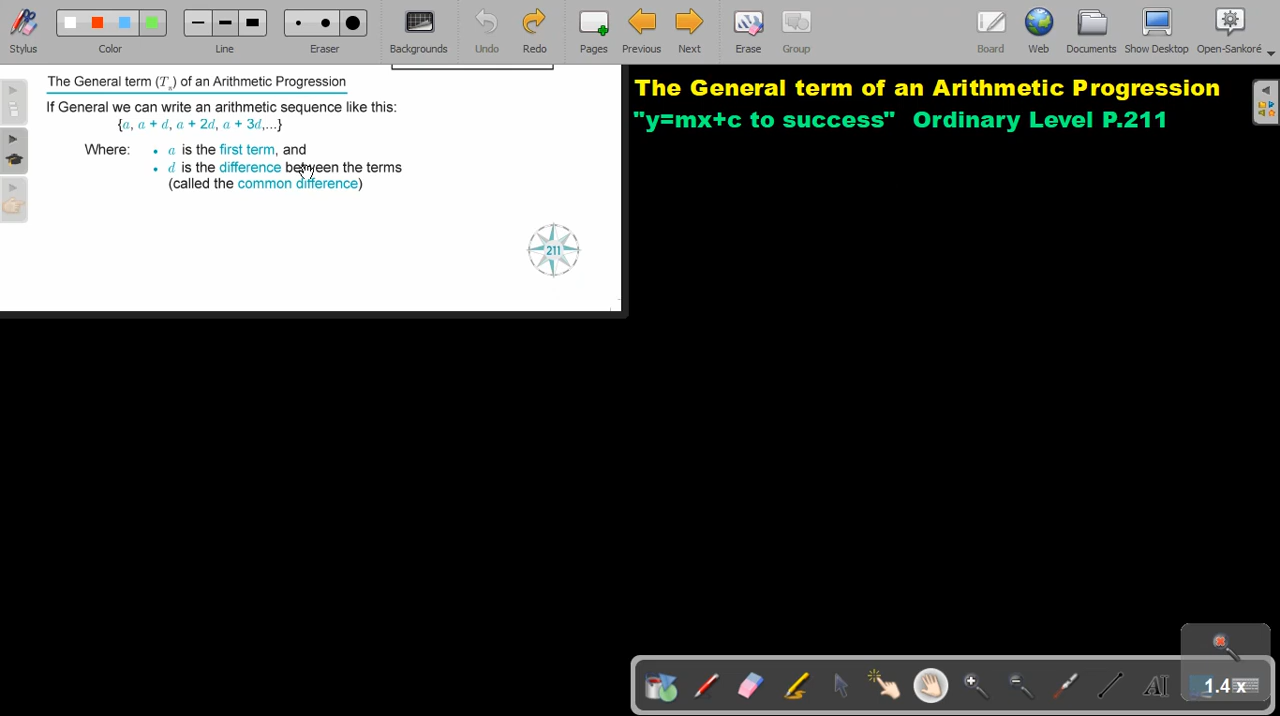 Stylus Color Line Eraser Backgrounds Undo Redo Pages Previous Next Erase Group Board Web Documents Show Desktop Open-Sankoré
The General term (Tn) of an Arithmetic Progression
If General we can write an arithmetic sequence like this:
{a, a + d, a + 2d, a + 3d,...}
Where: • a is the first term, and
• d is the difference between the terms
(called the common difference)
211
The General term of an Arithmetic Progression
"y=mx+c to success" Ordinary Level P.211
AI
1.4 x